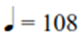 ♩ = 108